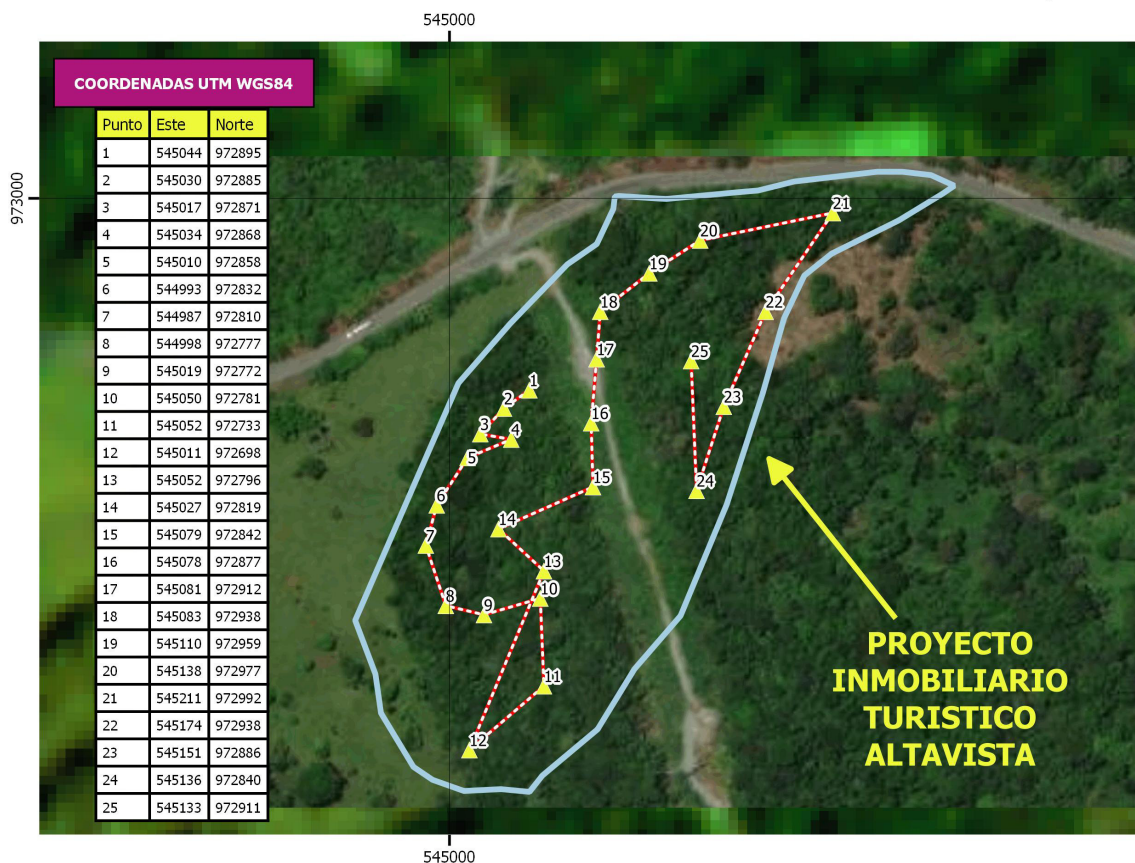 545000
COORDENADAS UTM WGS84
Punto Este Norte
1 545044 972895
2 545030 972885
3 545017 972871
4 545034 972868
5 545010 972858
6 544993 972832
7 544987 972810
8 544998 972777
9 545019 972772
10 545050 972781
11 545052 972733
12 545011 972698
13 545052 972796
14 545027 972819
15 545079 972842
16 545078 972877
17 545081 972912
18 545083 972938
19 545110 972959
20 545138 972977
21 545211 972992
22 545174 972938
23 545151 972886
24 545136 972840
25 545133 972911
973000
21
20
19
18
22
17
25
1
2
23
16
3
4
5
15
24
6
14
7
13
10
8
9
11
12
PROYECTO
INMOBILIARIO
TURISTICO
ALTAVISTA
545000